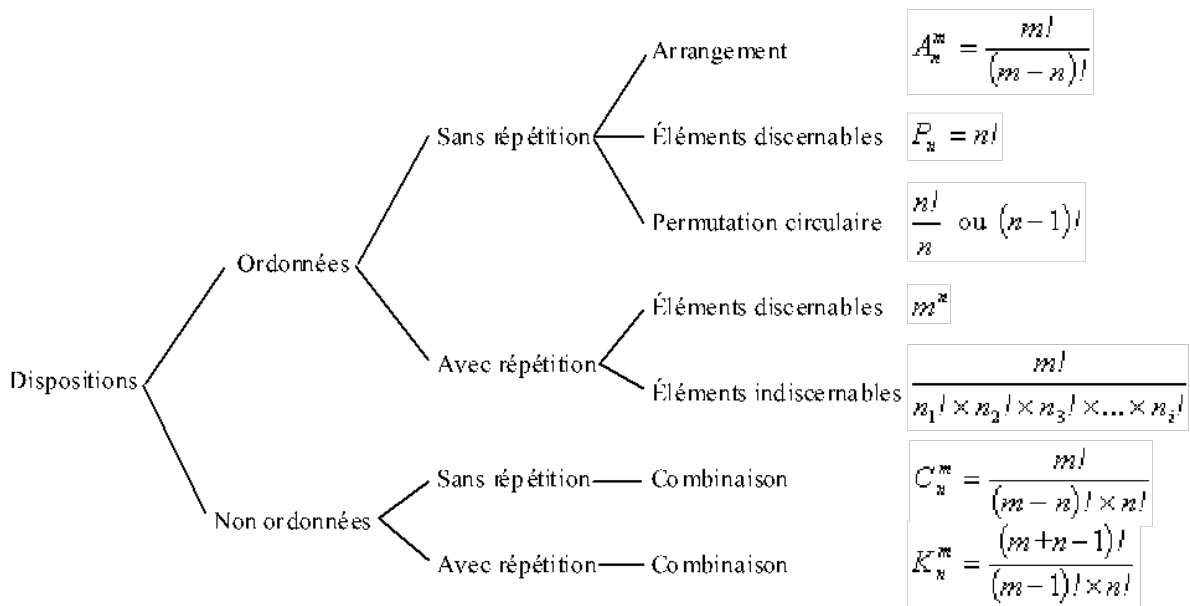 Arrangement A_n^m = m! / (m − n)!
Sans répétition Éléments discernables P_n = n!
Permutation circulaire n! / n ou (n − 1)!
Ordonnées
Éléments discernables m^n
Avec répétition
Éléments indiscernables m! / (n_1! × n_2! × n_3! × ... × n_i!)
Dispositions
Sans répétition Combinaison C_n^m = m! / ((m − n)! × n!)
Non ordonnées
Avec répétition Combinaison K_n^m = (m+n−1)! / ((m−1)! × n!)